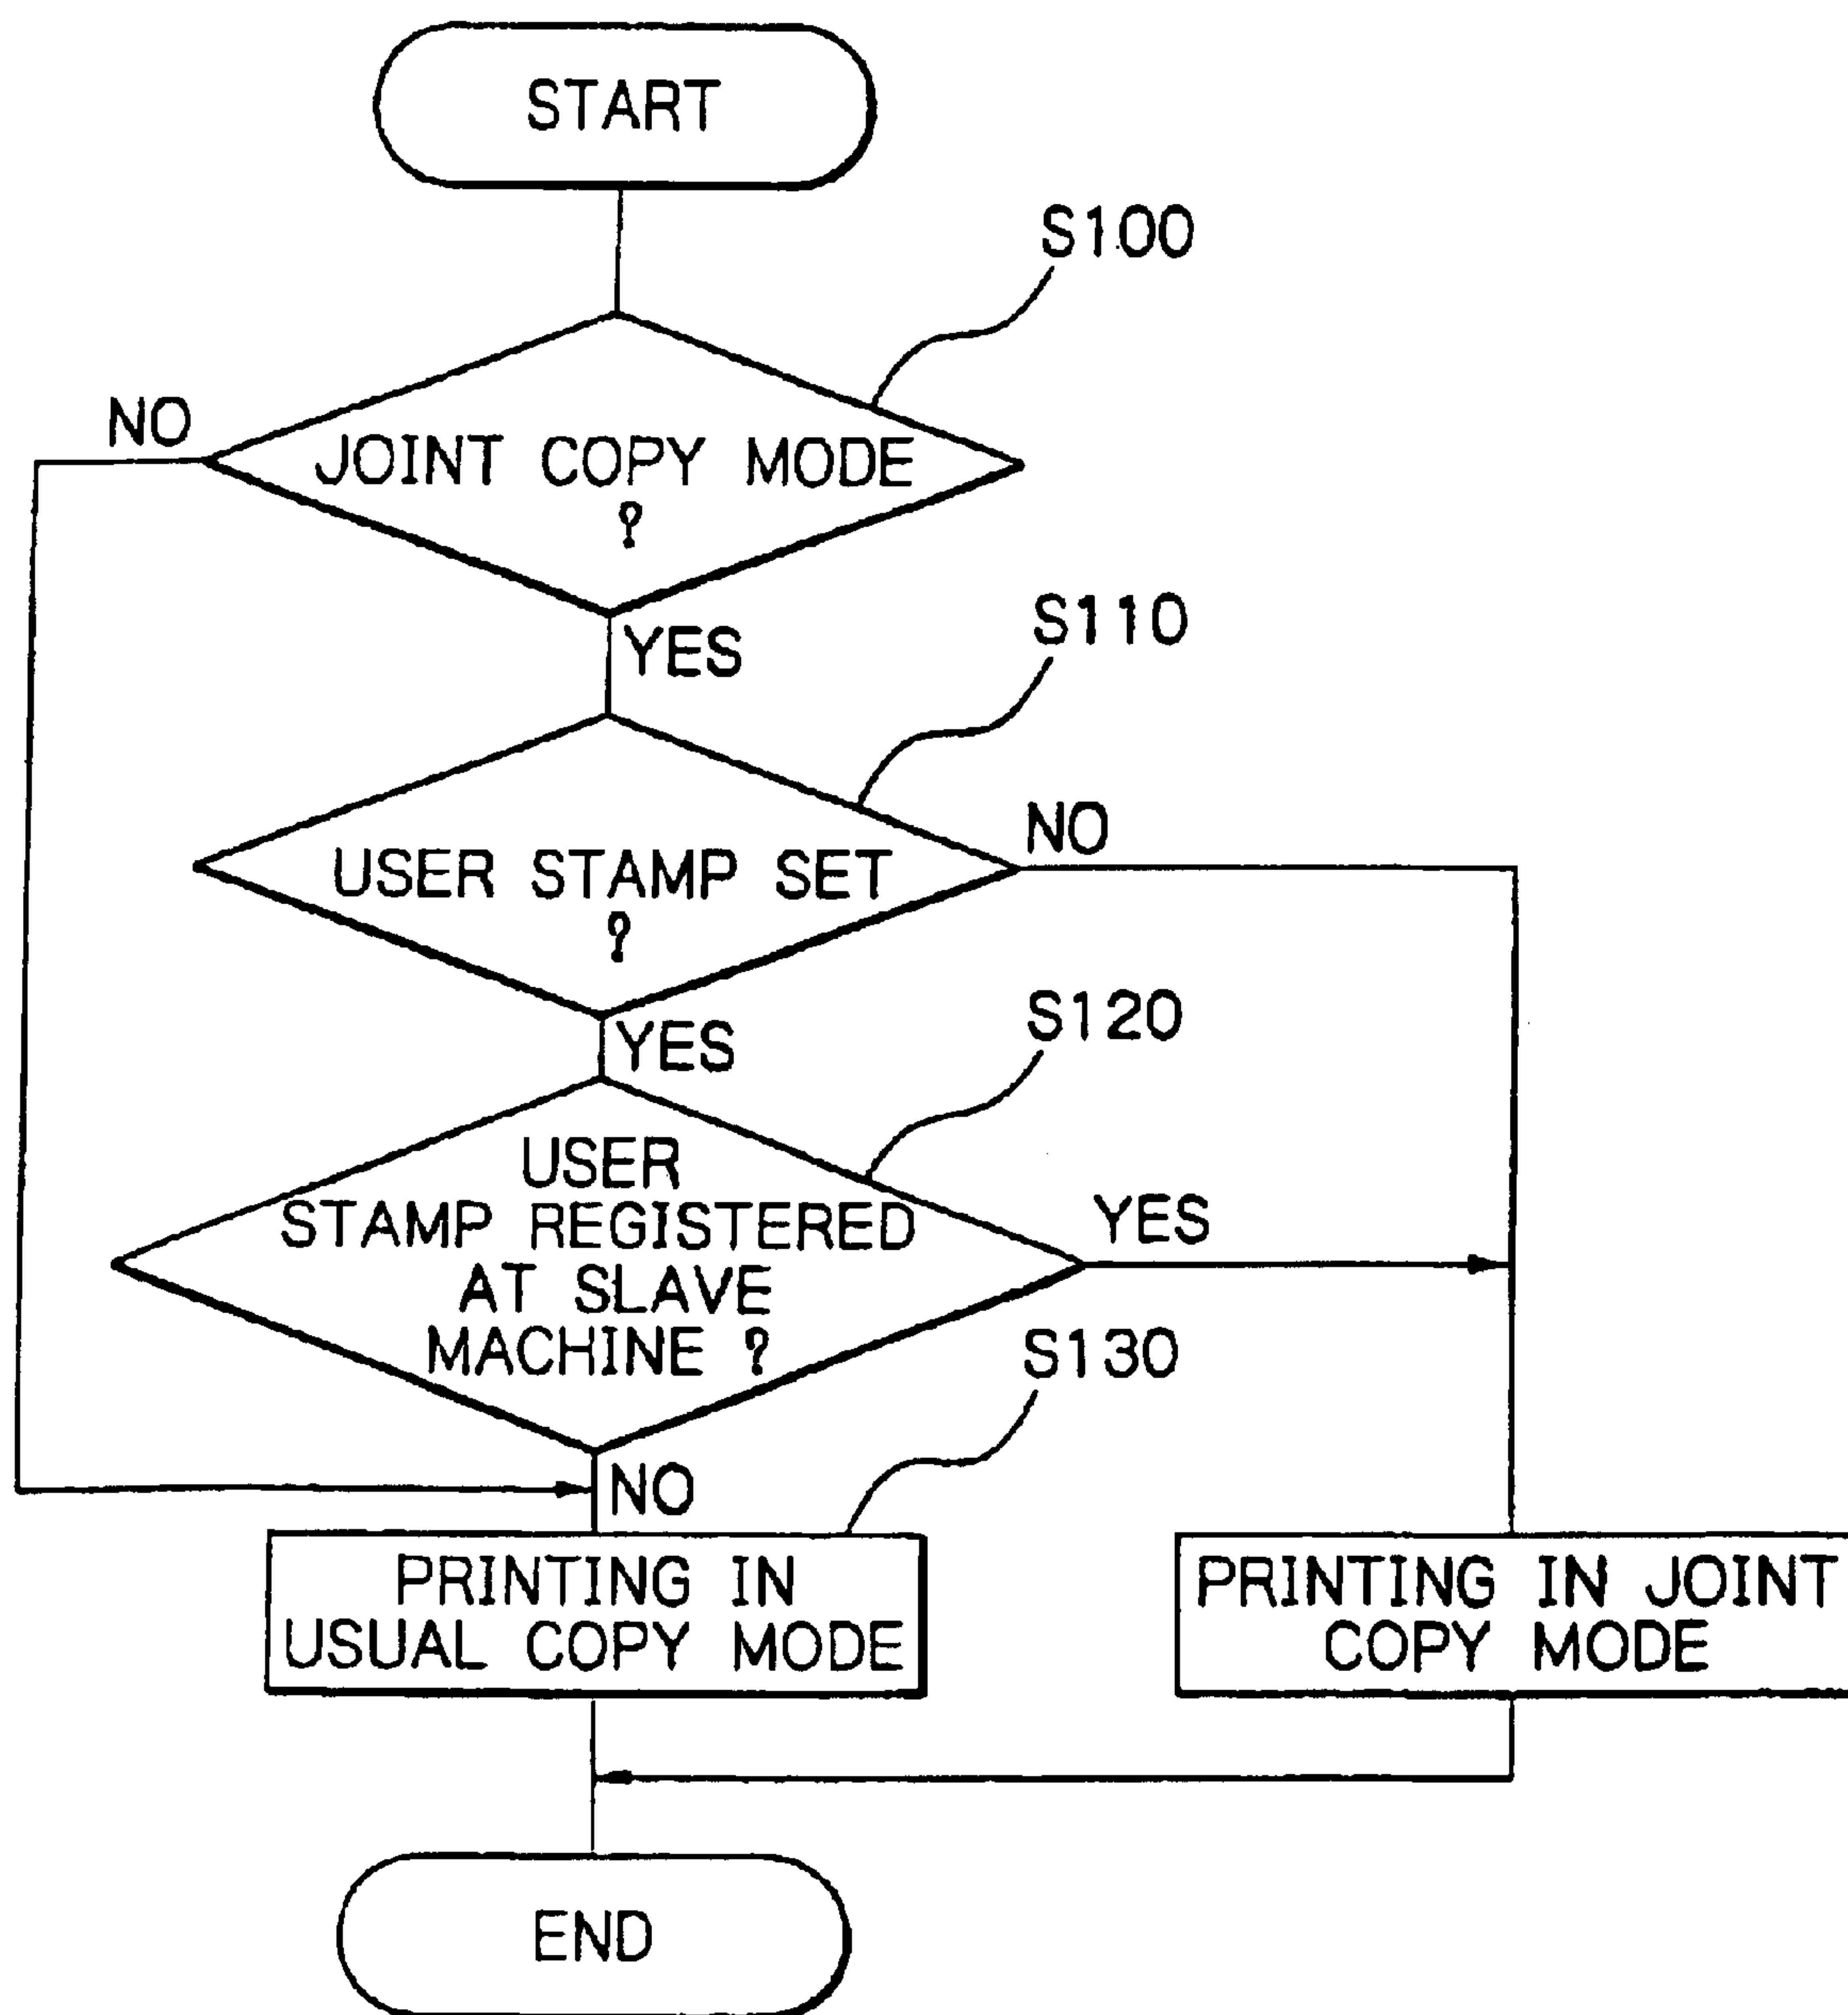 START
S100
NO
JOINT COPY MODE
?
YES
S110
NO
USER STAMP SET
?
YES
S120
USER
STAMP REGISTERED
AT SLAVE
MACHINE ?
YES
S130
NO
PRINTING IN
USUAL COPY MODE
PRINTING IN JOINT
COPY MODE
END